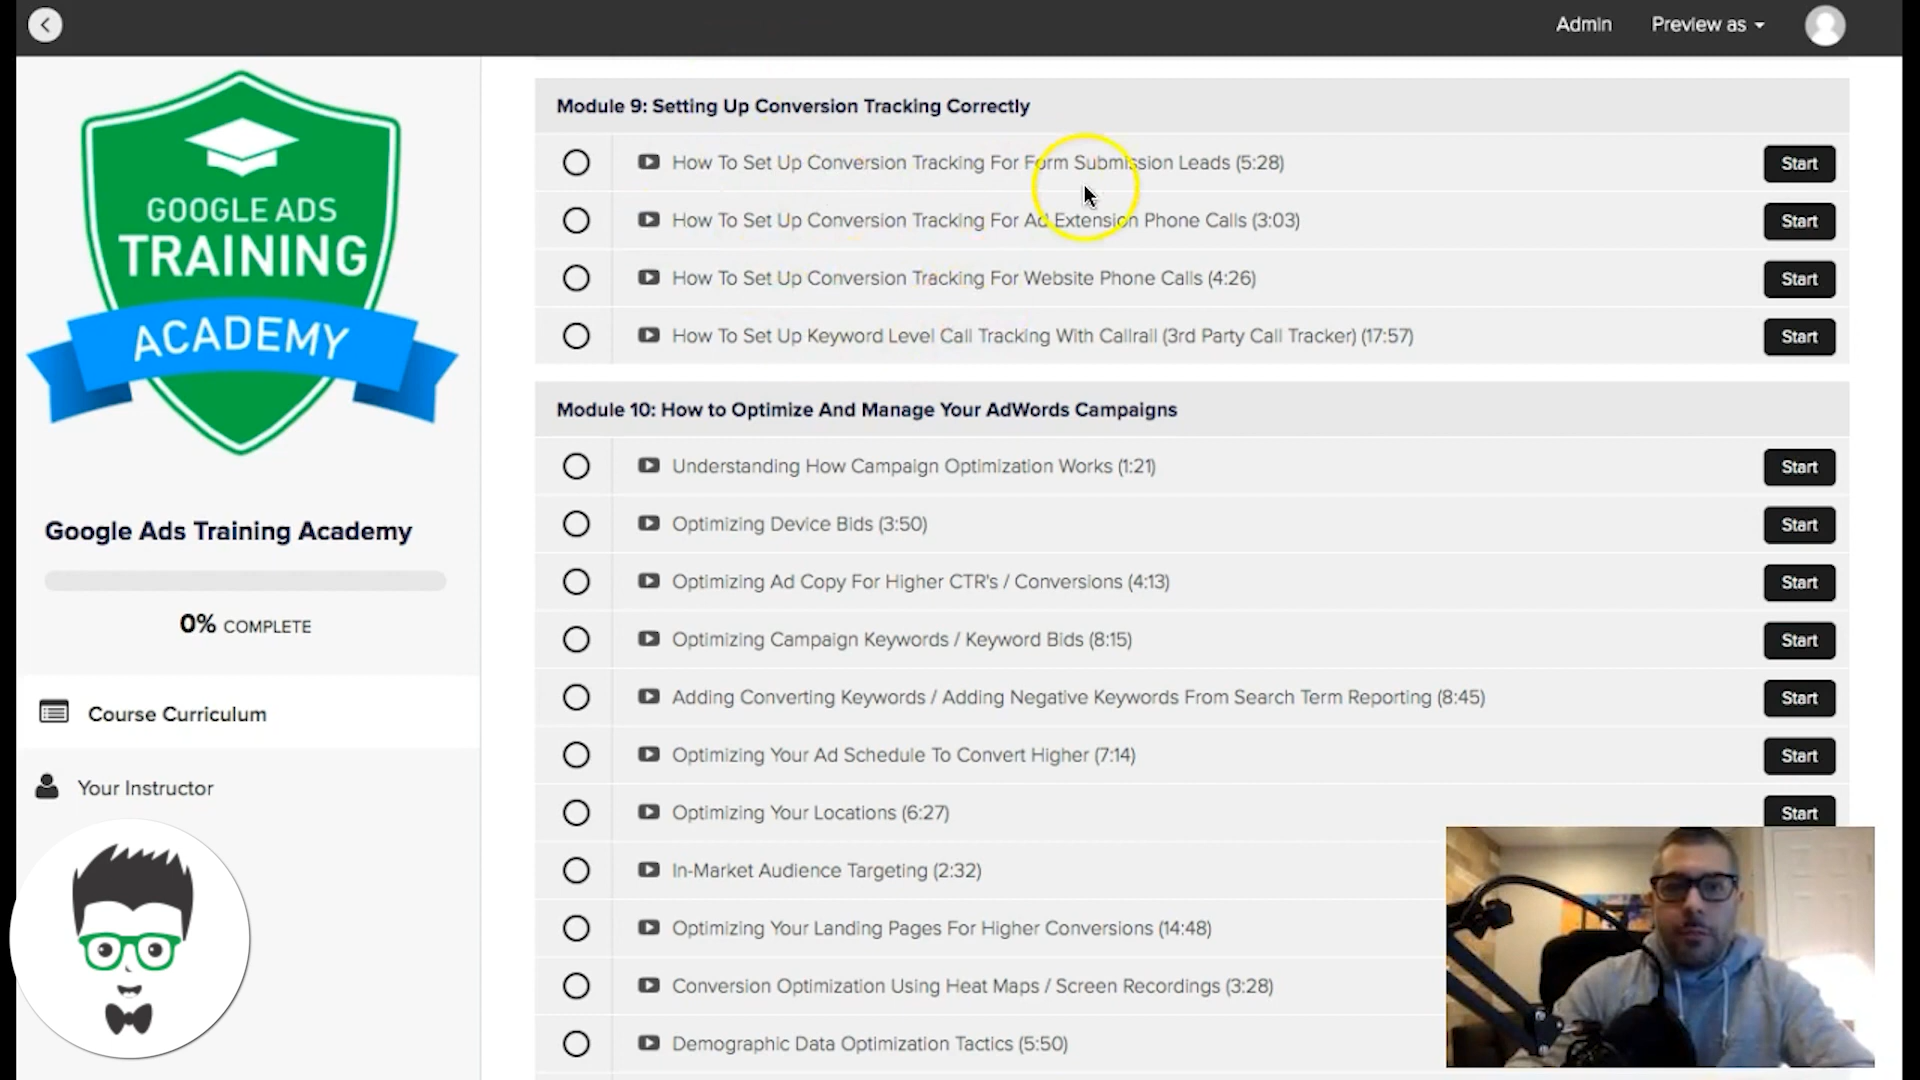 Admin
Preview as
GOOGLE ADS
TRAINING
ACADEMY
Google Ads Training Academy
0% COMPLETE
Course Curriculum
Your Instructor
Module 9: Setting Up Conversion Tracking Correctly
How To Set Up Conversion Tracking For Form Submission Leads (5:28)
Start
How To Set Up Conversion Tracking For Ad Extension Phone Calls (3:03)
Start
How To Set Up Conversion Tracking For Website Phone Calls (4:26)
Start
How To Set Up Keyword Level Call Tracking With Callrail (3rd Party Call Tracker) (17:57)
Start
Module 10: How to Optimize And Manage Your AdWords Campaigns
Understanding How Campaign Optimization Works (1:21)
Start
Optimizing Device Bids (3:50)
Start
Optimizing Ad Copy For Higher CTR's / Conversions (4:13)
Start
Optimizing Campaign Keywords / Keyword Bids (8:15)
Start
Adding Converting Keywords / Adding Negative Keywords From Search Term Reporting (8:45)
Start
Optimizing Your Ad Schedule To Convert Higher (7:14)
Start
Optimizing Your Locations (6:27)
Start
In-Market Audience Targeting (2:32)
Optimizing Your Landing Pages For Higher Conversions (14:48)
Conversion Optimization Using Heat Maps / Screen Recordings (3:28)
Demographic Data Optimization Tactics (5:50)